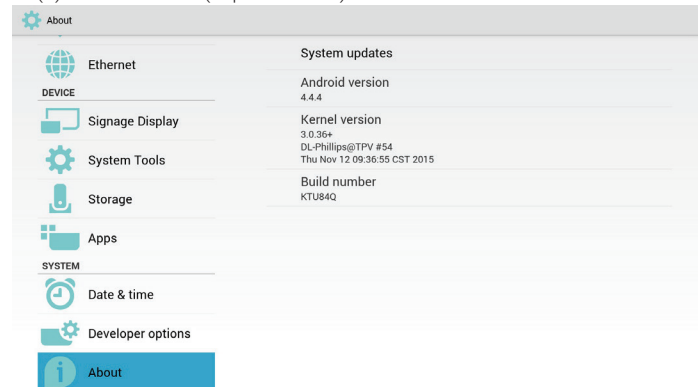 About
Ethernet
DEVICE
Signage Display
System Tools
Storage
Apps
SYSTEM
Date & time
Developer options
About
System updates
Android version
4.4.4
Kernel version
3.0.36+
DL-Phillips@TPV #54
Thu Nov 12 09:36:55 CST 2015
Build number
KTU84Q